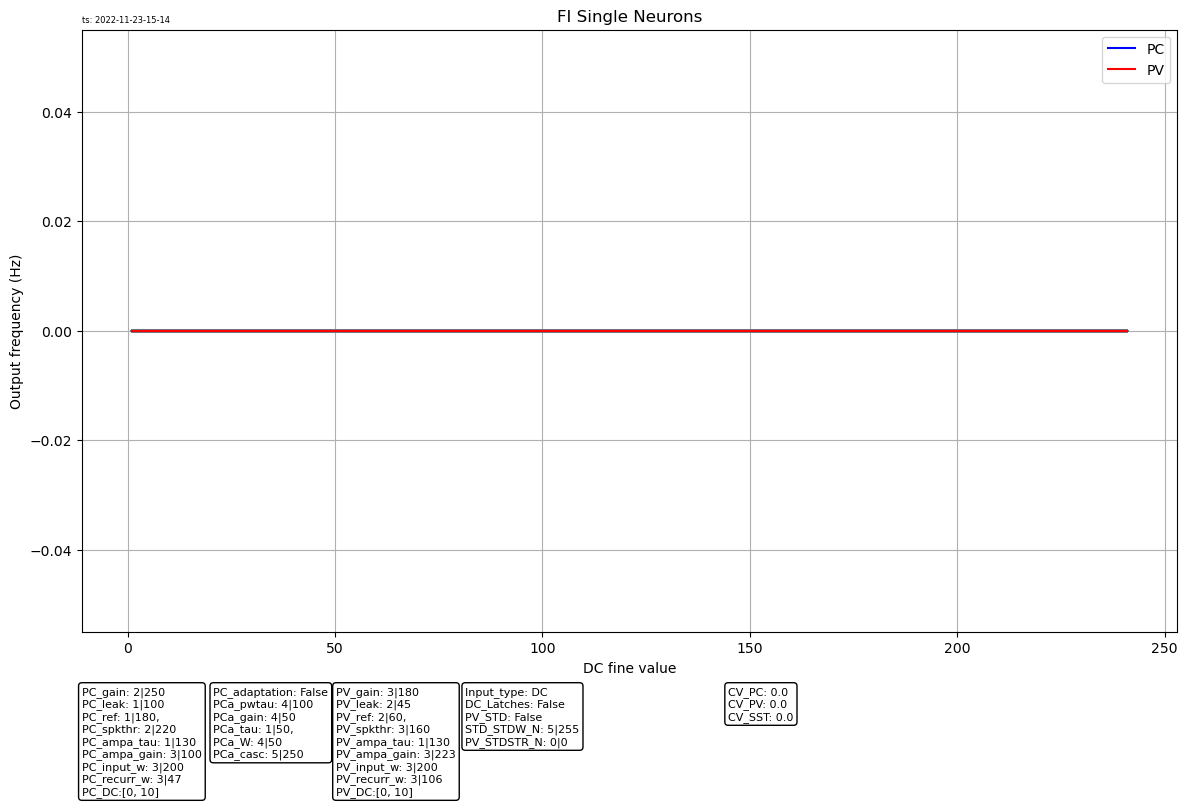 ts: 2022-11-23-15-14
FI Single Neurons
PC
PV
Output frequency (Hz)
0.04
0.02
0.00
−0.02
−0.04
0 50 100 150 200 250
DC fine value
PC_gain: 2|250
PC_leak: 1|100
PC_ref: 1|180,
PC_spkthr: 2|220
PC_ampa_tau: 1|130
PC_ampa_gain: 3|100
PC_input_w: 3|200
PC_recurr_w: 3|47
PC_DC:[0, 10]
PC_adaptation: False
PCa_pwtau: 4|100
PCa_gain: 4|50
PCa_tau: 1|50,
PCa_W: 4|50
PCa_casc: 5|250
PV_gain: 3|180
PV_leak: 2|45
PV_ref: 2|60,
PV_spkthr: 3|160
PV_ampa_tau: 1|130
PV_ampa_gain: 3|223
PV_input_w: 3|200
PV_recurr_w: 3|106
PV_DC:[0, 10]
Input_type: DC
DC_Latches: False
PV_STD: False
STD_STDW_N: 5|255
PV_STDSTR_N: 0|0
CV_PC: 0.0
CV_PV: 0.0
CV_SST: 0.0